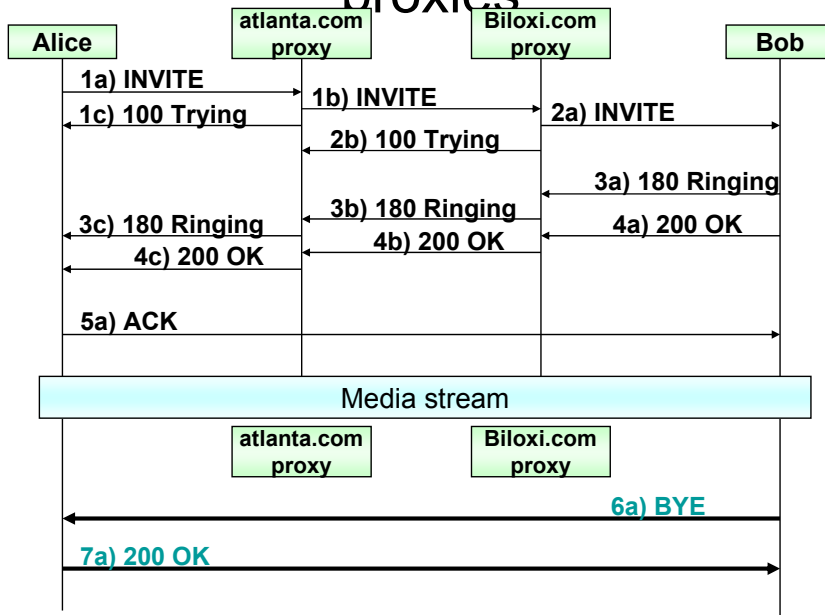 proxies
Alice
atlanta.com
proxy
Biloxi.com
proxy
Bob
1a) INVITE
1b) INVITE
1c) 100 Trying
2a) INVITE
2b) 100 Trying
3a) 180 Ringing
3b) 180 Ringing
3c) 180 Ringing
4a) 200 OK
4b) 200 OK
4c) 200 OK
5a) ACK
Media stream
atlanta.com
proxy
Biloxi.com
proxy
6a) BYE
7a) 200 OK